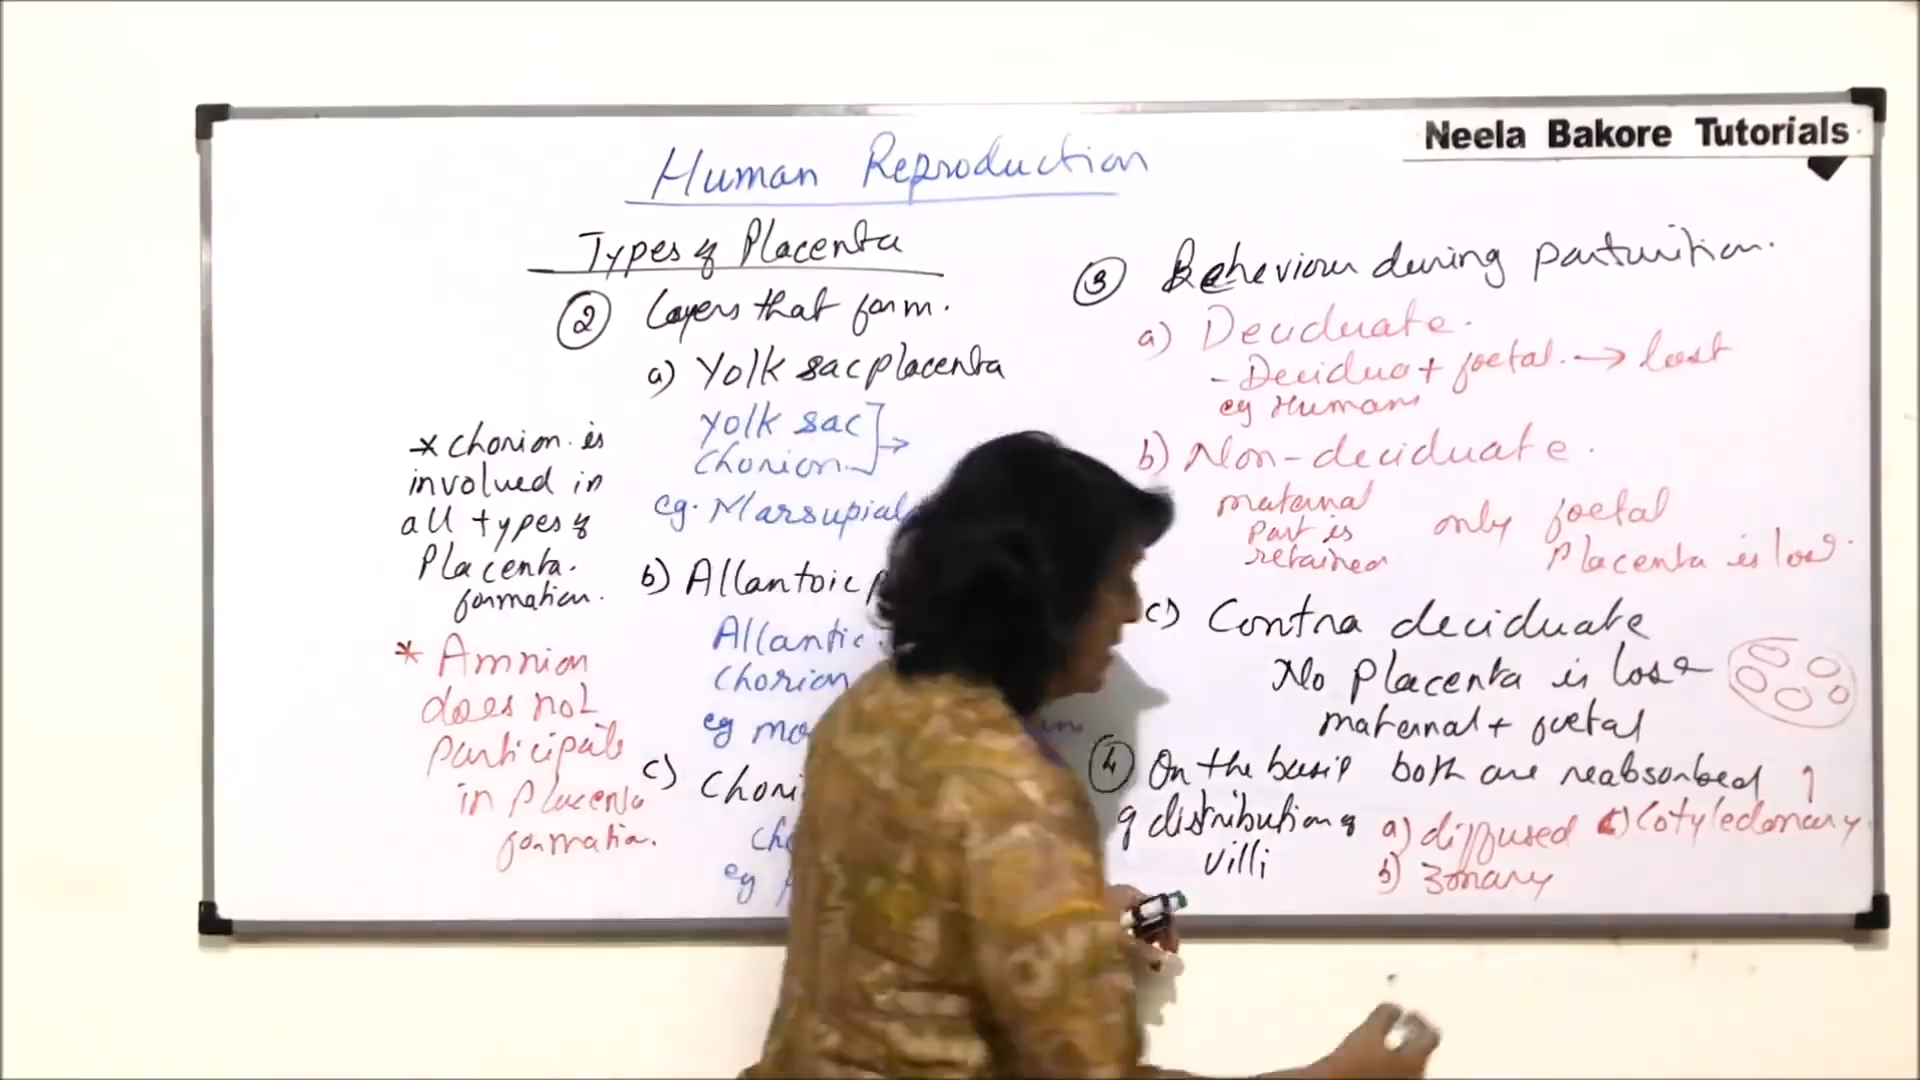 Neela Bakore Tutorials
Human Reproduction
Types of Placenta
② Layers that form.
a) Yolk sac placenta
Yolk sac
Chorion
eg. Marsupial
b) Allantoic
Allantic
Chorion
eg
c)
eg
* Chorion is
involved in
all types of
Placenta.
formation.
* Amnion
does not
participate
in Placenta
formation.
③ Beheviour during parturition.
a) Deciduate.
- Decidua + foetal. → lost
eg Humans
b) Non-deciduate.
maternal
Part is
retained
only foetal
Placenta is lost.
c) Contra deciduate
No Placenta is lost
maternal + foetal
both are reabsorbed
④ On the basis
of distribution of
Villi
a) diffused c) Cotyledonary
b) Zonary